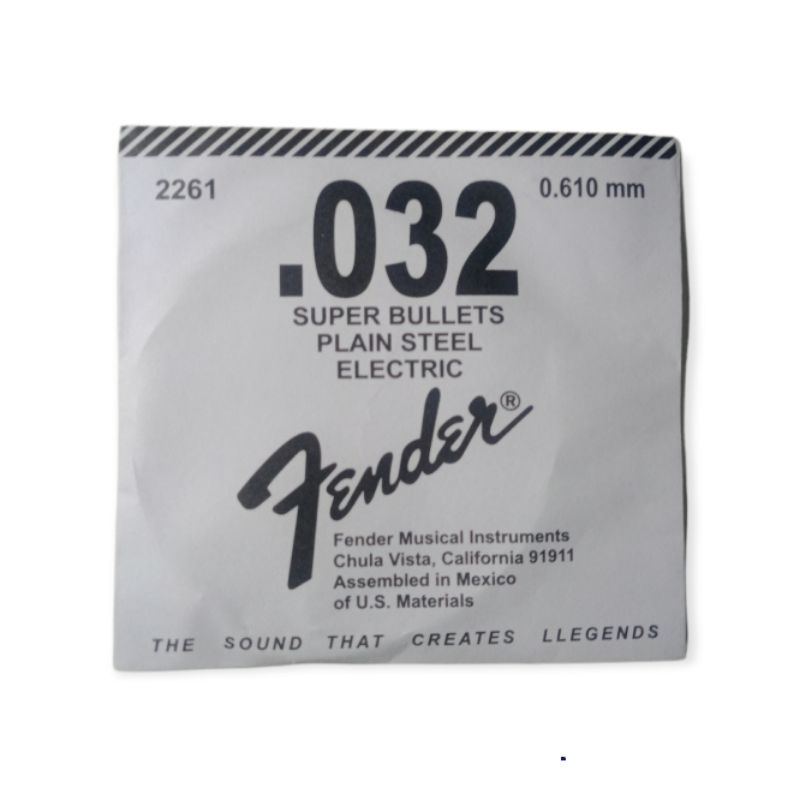 2261
.032
0.610 mm
SUPER BULLETS
PLAIN STEEL
ELECTRIC
Fender®
Fender Musical Instruments
Chula Vista, California 91911
Assembled in Mexico
of U.S. Materials
THE SOUND THAT CREATES LLEGENDS